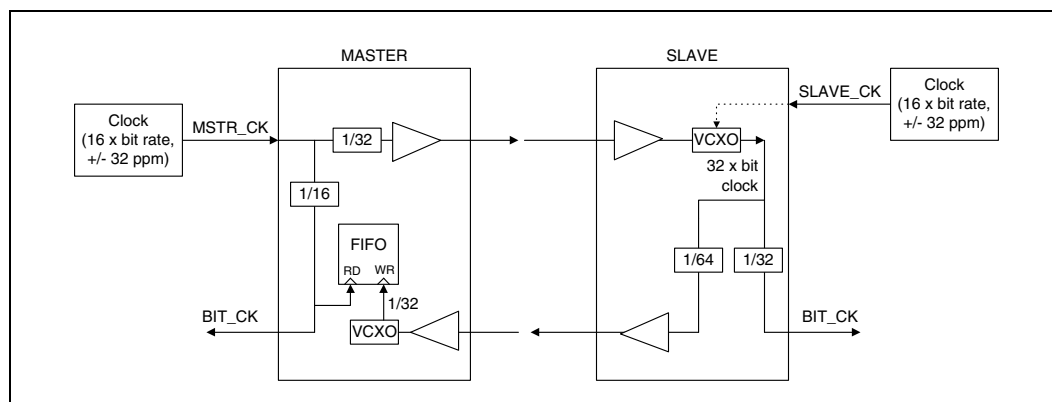 MASTER
SLAVE
Clock
(16 x bit rate,
+/- 32 ppm)
MSTR_CK
1/32
1/16
FIFO
RD
WR
1/32
VCXO
BIT_CK
VCXO
32 x bit
clock
1/64
1/32
BIT_CK
SLAVE_CK
Clock
(16 x bit rate,
+/- 32 ppm)